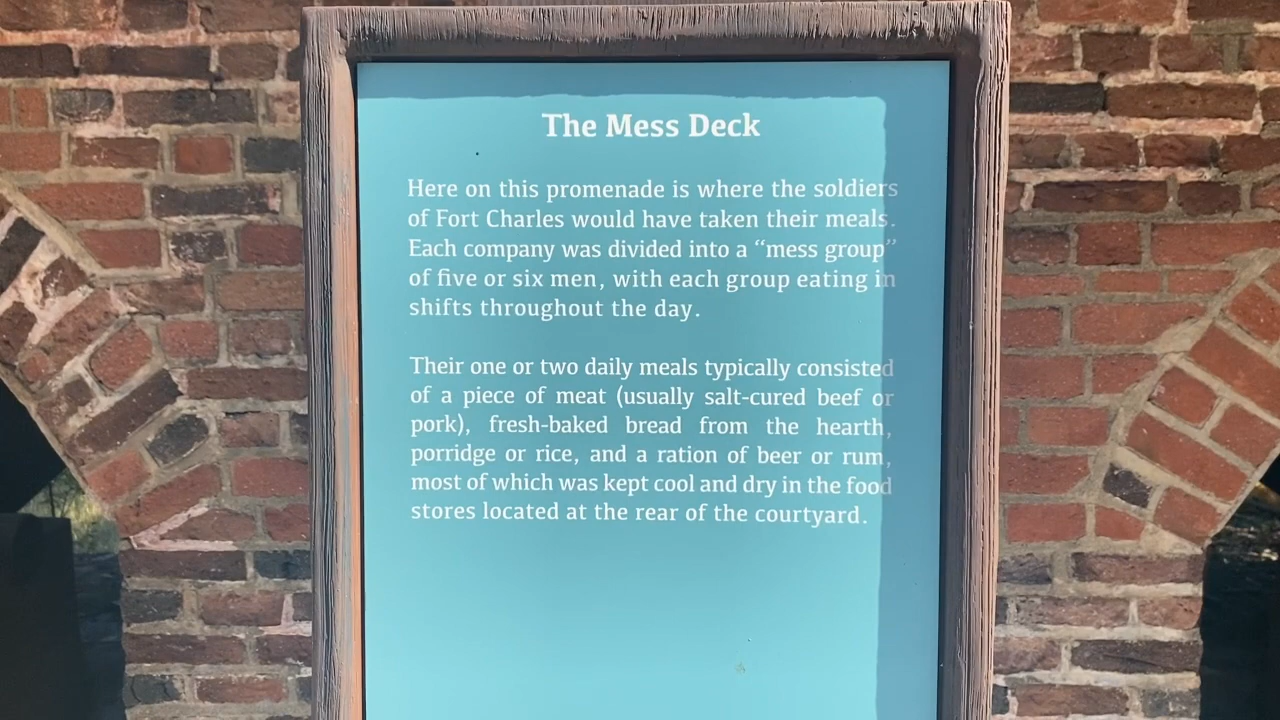 The Mess Deck
Here on this promenade is where the soldiers
of Fort Charles would have taken their meals.
Each company was divided into a “mess group”
of five or six men, with each group eating in
shifts throughout the day.
Their one or two daily meals typically consisted
of a piece of meat (usually salt-cured beef or
pork), fresh-baked bread from the hearth,
porridge or rice, and a ration of beer or rum,
most of which was kept cool and dry in the food
stores located at the rear of the courtyard.